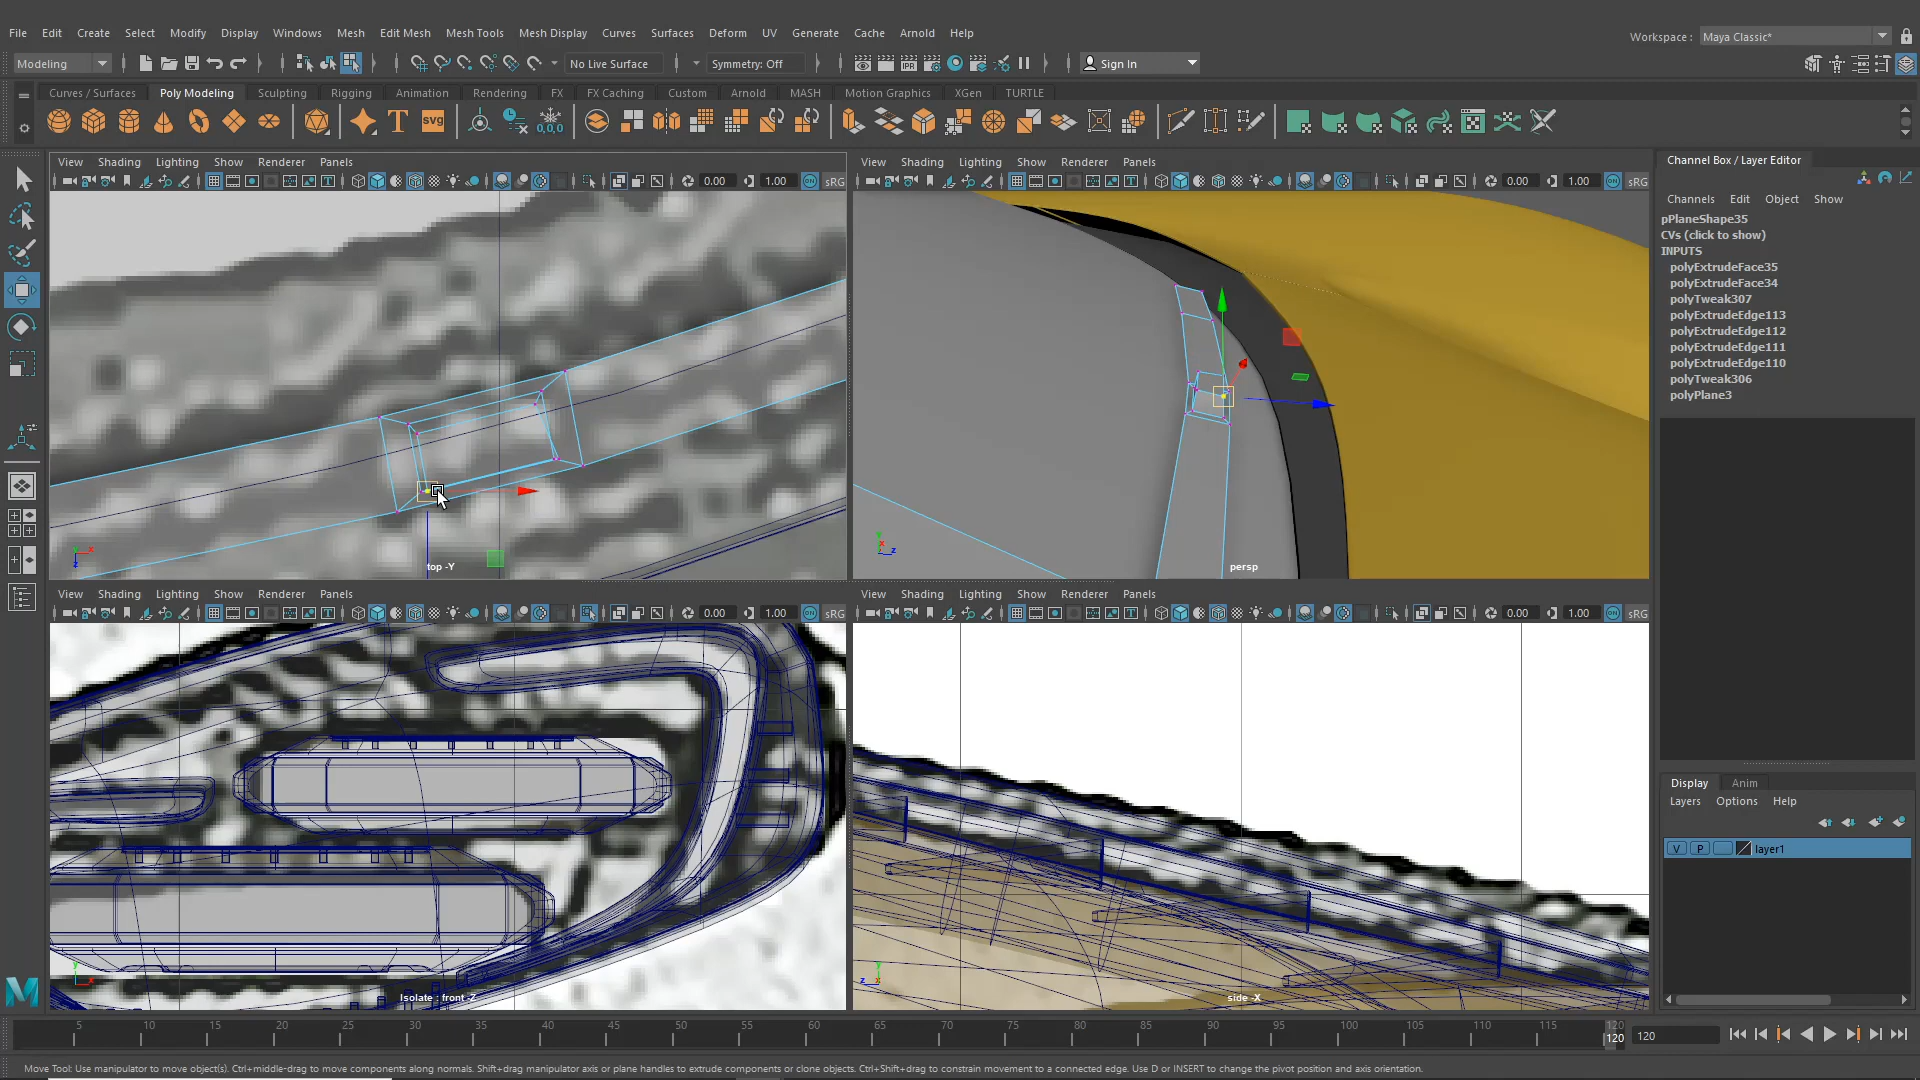 File Edit Create Select Modify Display Windows Mesh Edit Mesh Mesh Tools Mesh Display Curves Surfaces Deform UV Generate Cache Arnold Help
Workspace : Maya Classic*
Modeling No Live Surface Symmetry: Off Sign In
Curves / Surfaces Poly Modeling Sculpting Rigging Animation Rendering FX FX Caching Custom Arnold MASH Motion Graphics XGen TURTLE
T svg 0,0,0
View Shading Lighting Show Renderer Panels
0.00 1.00 ON sRG
top -Y
View Shading Lighting Show Renderer Panels
0.00 1.00 ON sRG
persp
View Shading Lighting Show Renderer Panels
0.00 1.00 ON sRG
Isolate : front -Z
View Shading Lighting Show Renderer Panels
0.00 1.00 ON sRG
side -X
Channel Box / Layer Editor
Channels Edit Object Show
pPlaneShape35
CVs (click to show)
INPUTS
polyExtrudeFace35
polyExtrudeFace34
polyTweak307
polyExtrudeEdge113
polyExtrudeEdge112
polyExtrudeEdge111
polyExtrudeEdge110
polyTweak306
polyPlane3
Display Anim
Layers Options Help
V P layer1
5 10 15 20 25 30 35 40 45 50 55 60 65 70 75 80 85 90 95 100 105 110 115 120
120 120
Move Tool: Use manipulator to move object(s). Ctrl+middle-drag to move components along normals. Shift+drag manipulator axis or plane handles to extrude components or clone objects. Ctrl+Shift+drag to constrain movement to a connected edge. Use D or INSERT to change the pivot position and axis orientation.